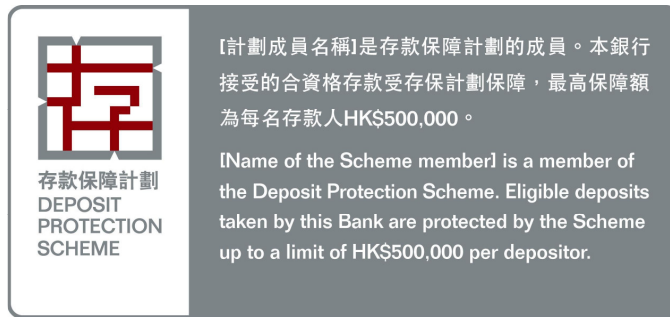 存款保障計劃
DEPOSIT
PROTECTION
SCHEME
[計劃成員名稱]是存款保障計劃的成員。本銀行
接受的合資格存款受存保計劃保障，最高保障額
為每名存款人HK$500,000。
[Name of the Scheme member] is a member of
the Deposit Protection Scheme. Eligible deposits
taken by this Bank are protected by the Scheme
up to a limit of HK$500,000 per depositor.